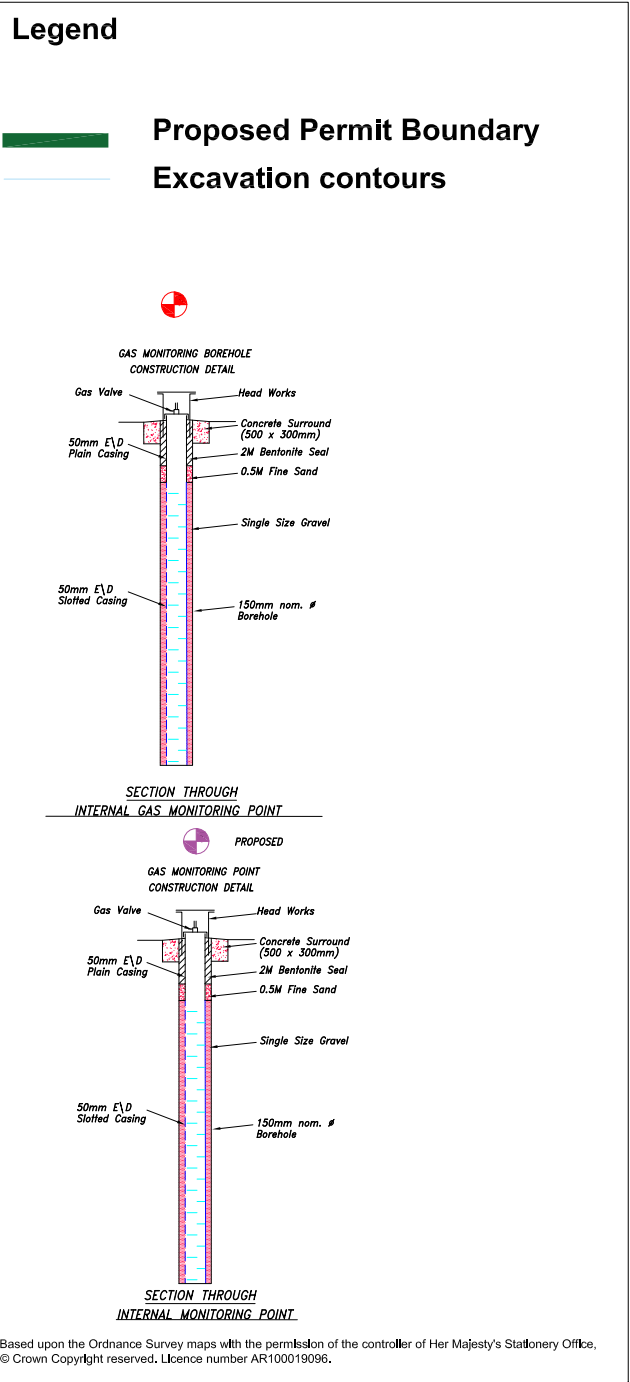 Legend
Proposed Permit Boundary
Excavation contours
GAS MONITORING BOREHOLE
CONSTRUCTION DETAIL
Gas Valve
Head Works
Concrete Surround
(500 x 300mm)
50mm E\D
Plain Casing
2M Bentonite Seal
0.5M Fine Sand
Single Size Gravel
50mm E\D
Slotted Casing
150mm nom. ø
Borehole
SECTION THROUGH
INTERNAL GAS MONITORING POINT
PROPOSED
GAS MONITORING POINT
CONSTRUCTION DETAIL
Gas Valve
Head Works
Concrete Surround
(500 x 300mm)
50mm E\D
Plain Casing
2M Bentonite Seal
0.5M Fine Sand
Single Size Gravel
50mm E\D
Slotted Casing
150mm nom. ø
Borehole
SECTION THROUGH
INTERNAL MONITORING POINT
Based upon the Ordnance Survey maps with the permission of the controller of Her Majesty's Stationery Office,
© Crown Copyright reserved. Licence number AR100019096.